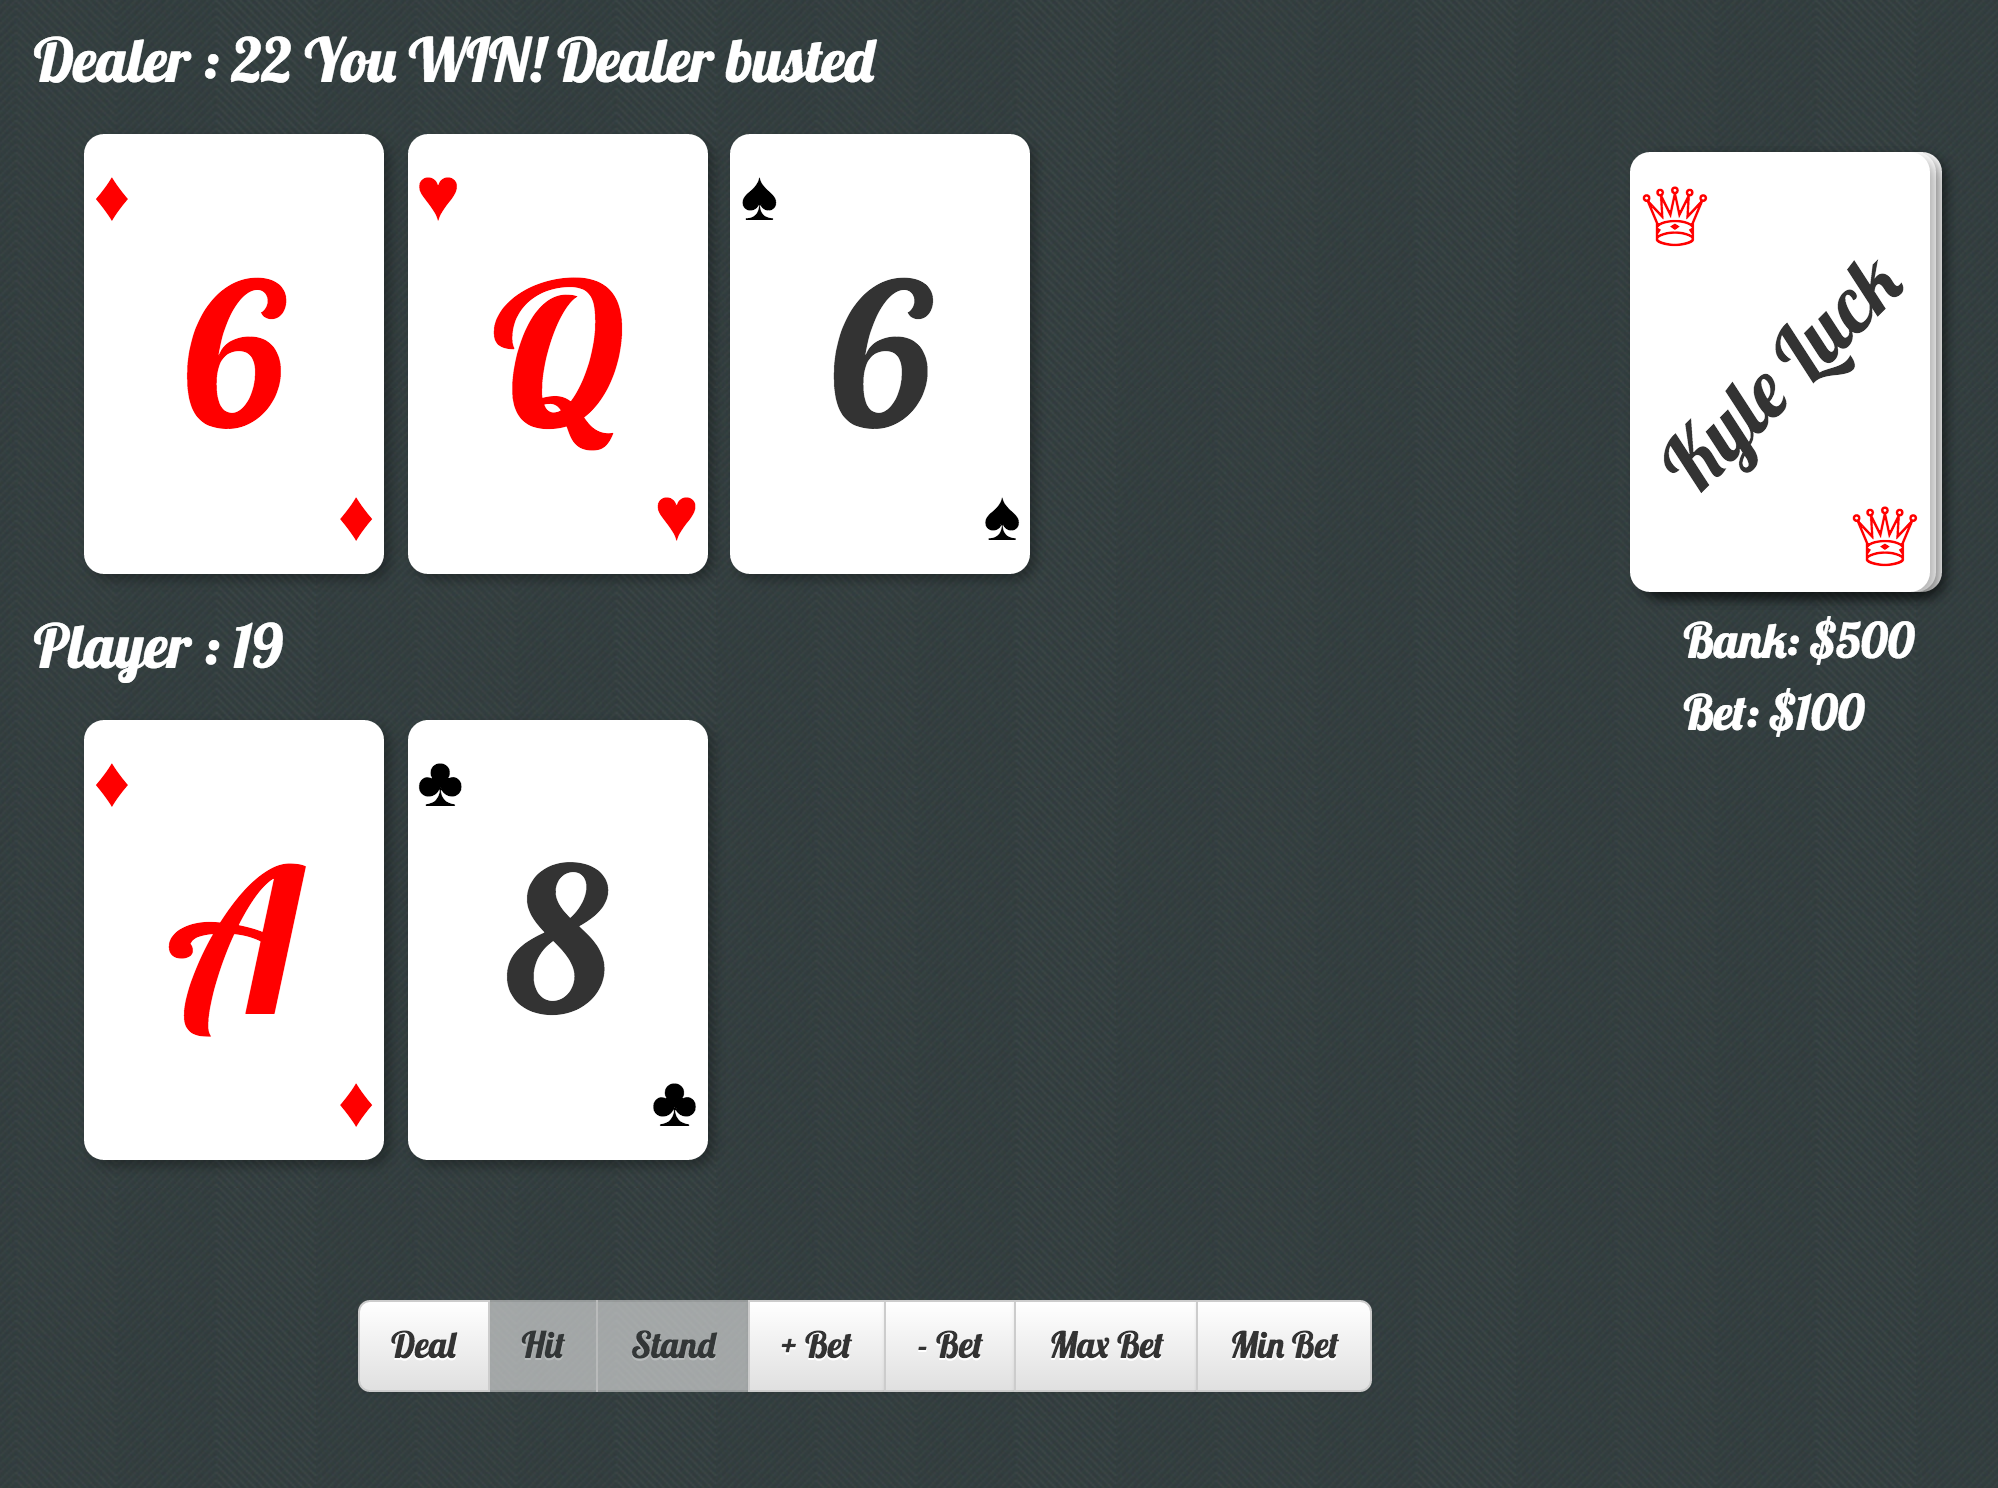 Dealer : 22 You WIN! Dealer busted
6
Q
6
Kyle Luck
Player : 19
Bank: $500
Bet: $100
A
8
Deal
Hit
Stand
+ Bet
- Bet
Max Bet
Min Bet